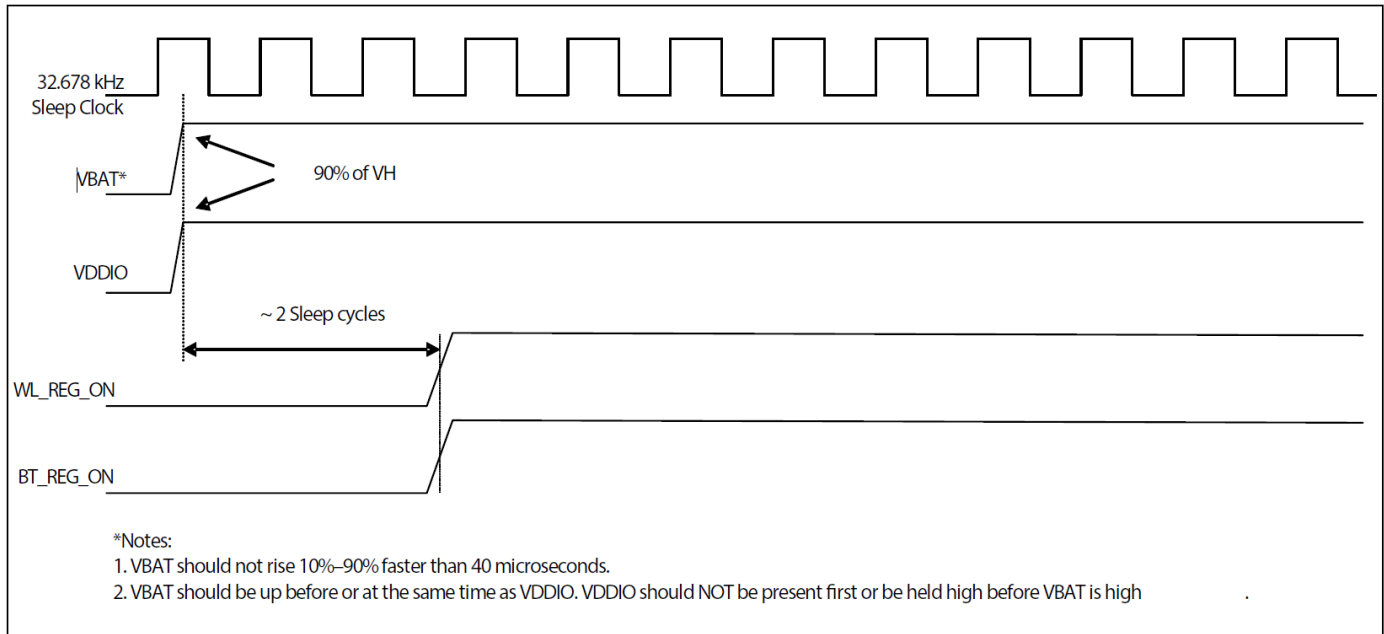 32.678 kHz
Sleep Clock
VBAT*
90% of VH
VDDIO
~ 2 Sleep cycles
WL_REG_ON
BT_REG_ON
*Notes:
1. VBAT should not rise 10%–90% faster than 40 microseconds.
2. VBAT should be up before or at the same time as VDDIO. VDDIO should NOT be present first or be held high before VBAT is high .